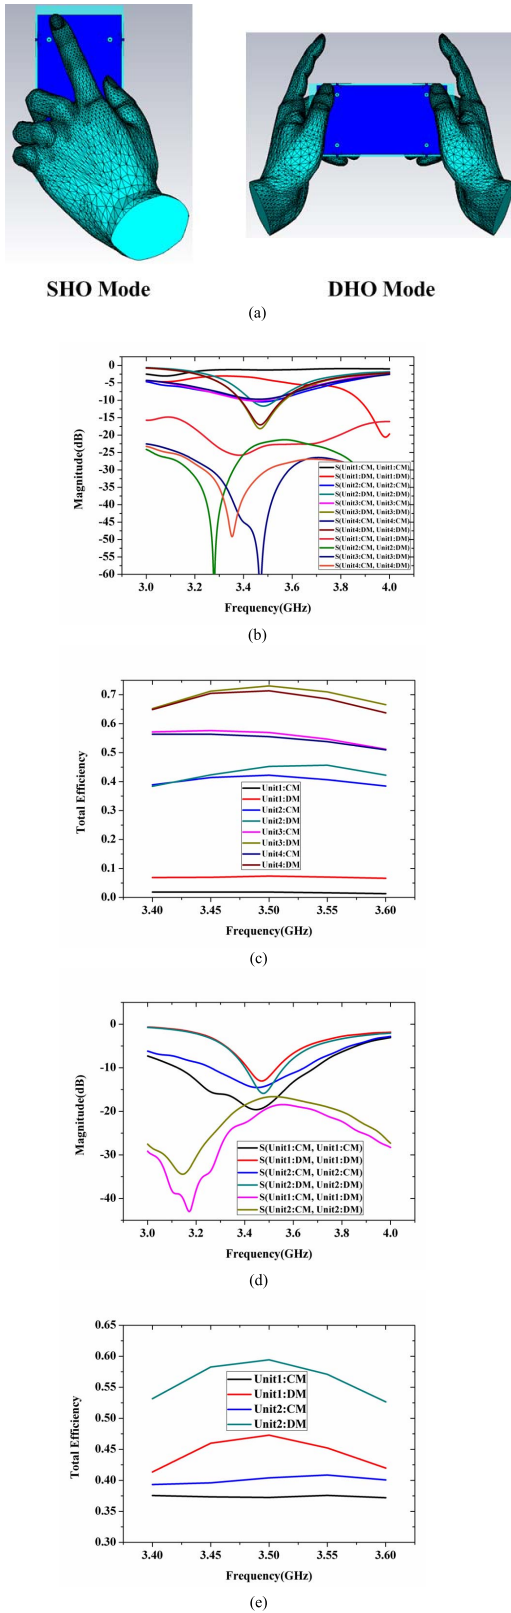 SHO Mode
DHO Mode
(a)
0
-5
-10
-15
-20
-25
-30
-35
-40
-45
-50
-55
-60
Magnitude(dB)
S(Unit1:CM, Unit1:CM)
S(Unit1:DM, Unit1:DM)
S(Unit2:CM, Unit2:CM)
S(Unit2:DM, Unit2:DM)
S(Unit3:CM, Unit3:CM)
S(Unit3:DM, Unit3:DM)
S(Unit4:CM, Unit4:CM)
S(Unit4:DM, Unit4:DM)
S(Unit1:CM, Unit1:DM)
S(Unit2:CM, Unit2:DM)
S(Unit3:CM, Unit3:DM)
S(Unit4:CM, Unit4:DM)
3.0 3.2 3.4 3.6 3.8 4.0
Frequency(GHz)
(b)
0.7
0.6
0.5
0.4
0.3
0.2
0.1
0.0
Total Efficiency
Unit1:CM
Unit1:DM
Unit2:CM
Unit2:DM
Unit3:CM
Unit3:DM
Unit4:CM
Unit4:DM
3.40 3.45 3.50 3.55 3.60
Frequency(GHz)
(c)
0
-10
-20
-30
-40
Magnitude(dB)
S(Unit1:CM, Unit1:CM)
S(Unit1:DM, Unit1:DM)
S(Unit2:CM, Unit2:CM)
S(Unit2:DM, Unit2:DM)
S(Unit1:CM, Unit1:DM)
S(Unit2:CM, Unit2:DM)
3.0 3.2 3.4 3.6 3.8 4.0
Frequency(GHz)
(d)
0.65
0.60
0.55
0.50
0.45
0.40
0.35
0.30
Total Efficiency
Unit1:CM
Unit1:DM
Unit2:CM
Unit2:DM
3.40 3.45 3.50 3.55 3.60
Frequency(GHz)
(e)